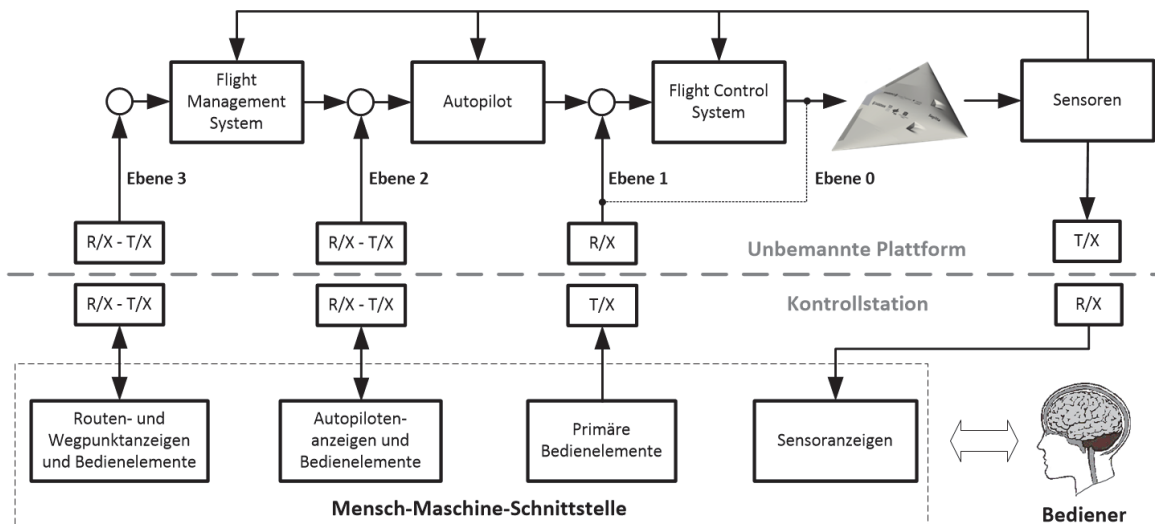 Flight
Management
System
Autopilot
Flight Control
System
Sensoren
Ebene 3
Ebene 2
Ebene 1
Ebene 0
R/X - T/X
R/X - T/X
R/X
T/X
Unbemannte Plattform
Kontrollstation
R/X - T/X
R/X - T/X
T/X
R/X
Routen- und
Wegpunktanzeigen
und Bedienelemente
Autopiloten-
anzeigen und
Bedienelemente
Primäre
Bedienelemente
Sensoranzeigen
Mensch-Maschine-Schnittstelle
Bediener